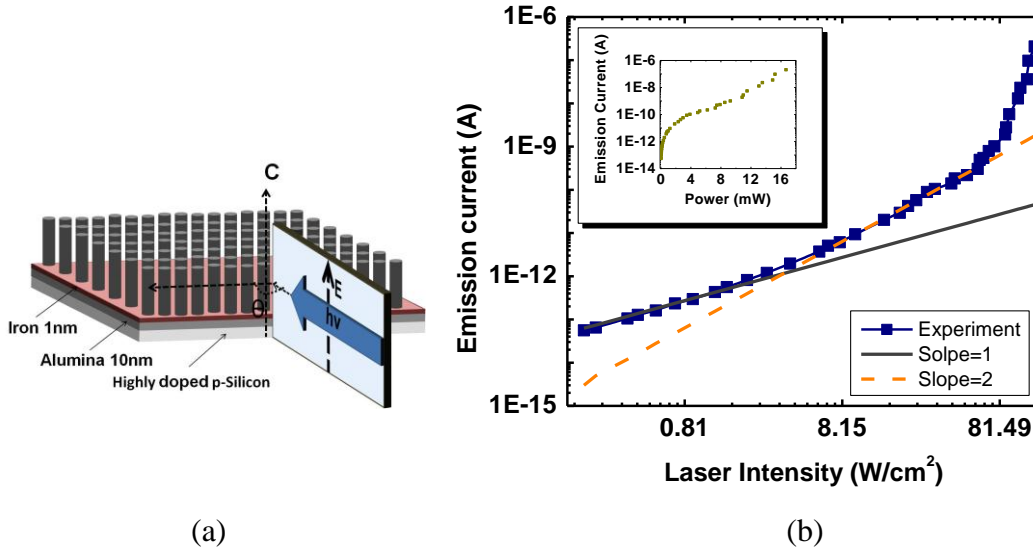 C
θ
E
hν
Iron 1nm
Alumina 10nm
Highly doped p-Silicon
(a)
1E-6
1E-9
1E-12
1E-15
Emission current (A)
0.81
8.15
81.49
Laser Intensity (W/cm²)
Emission Current (A)
1E-6
1E-8
1E-10
1E-12
1E-14
0
4
8
12
16
Power (mW)
Experiment
Solpe=1
Slope=2
(b)